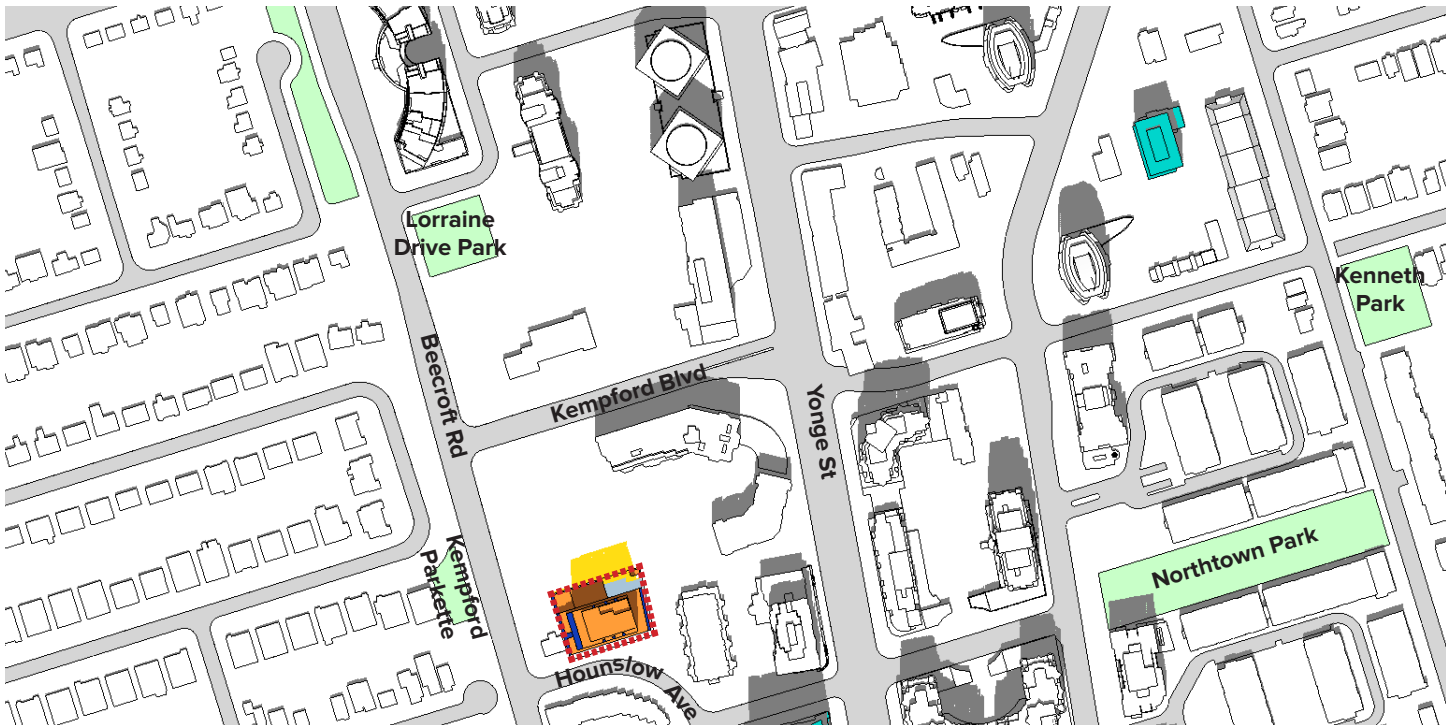 Lorraine
Drive Park
Kenneth
Park
Beecroft Rd
Kempford Blvd
Yonge St
Northtown Park
Kempford
Parkette
Hounslow Ave